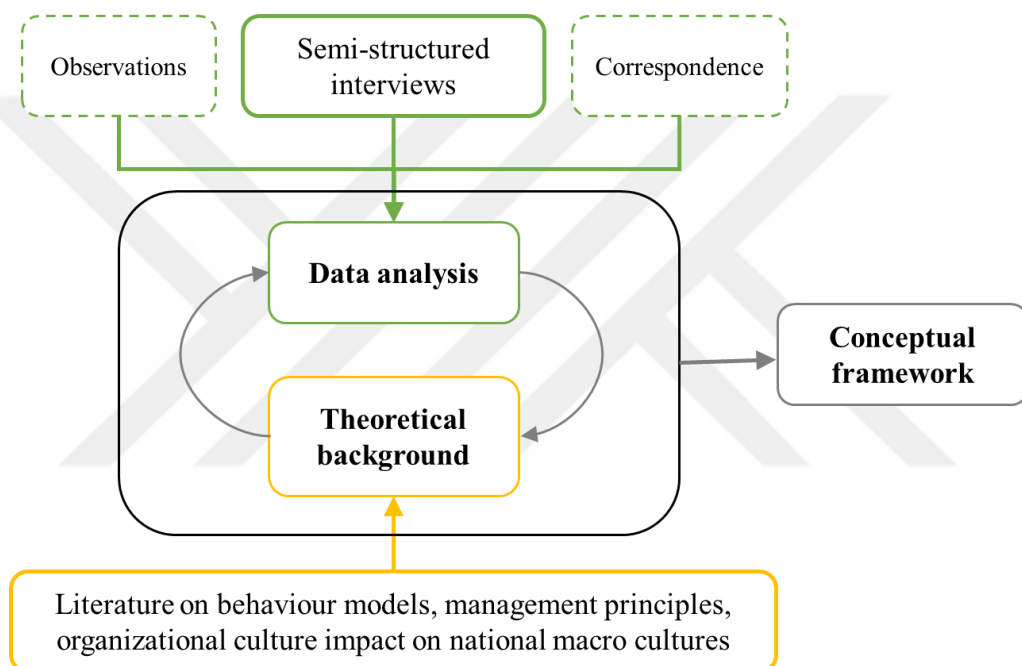 Observations
Semi-structured
interviews
Correspondence
Data analysis
Theoretical
background
Conceptual
framework
Literature on behaviour models, management principles,
organizational culture impact on national macro cultures